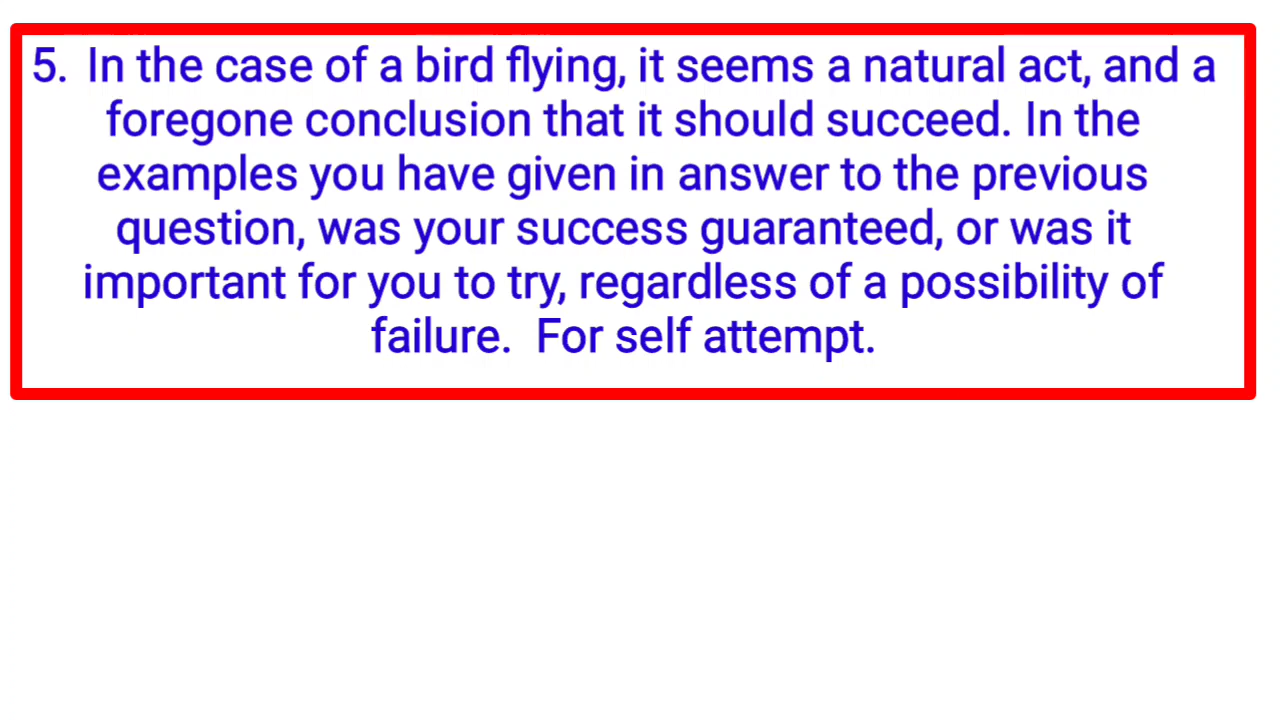 5. In the case of a bird flying, it seems a natural act, and a
foregone conclusion that it should succeed. In the
examples you have given in answer to the previous
question, was your success guaranteed, or was it
important for you to try, regardless of a possibility of
failure.  For self attempt.